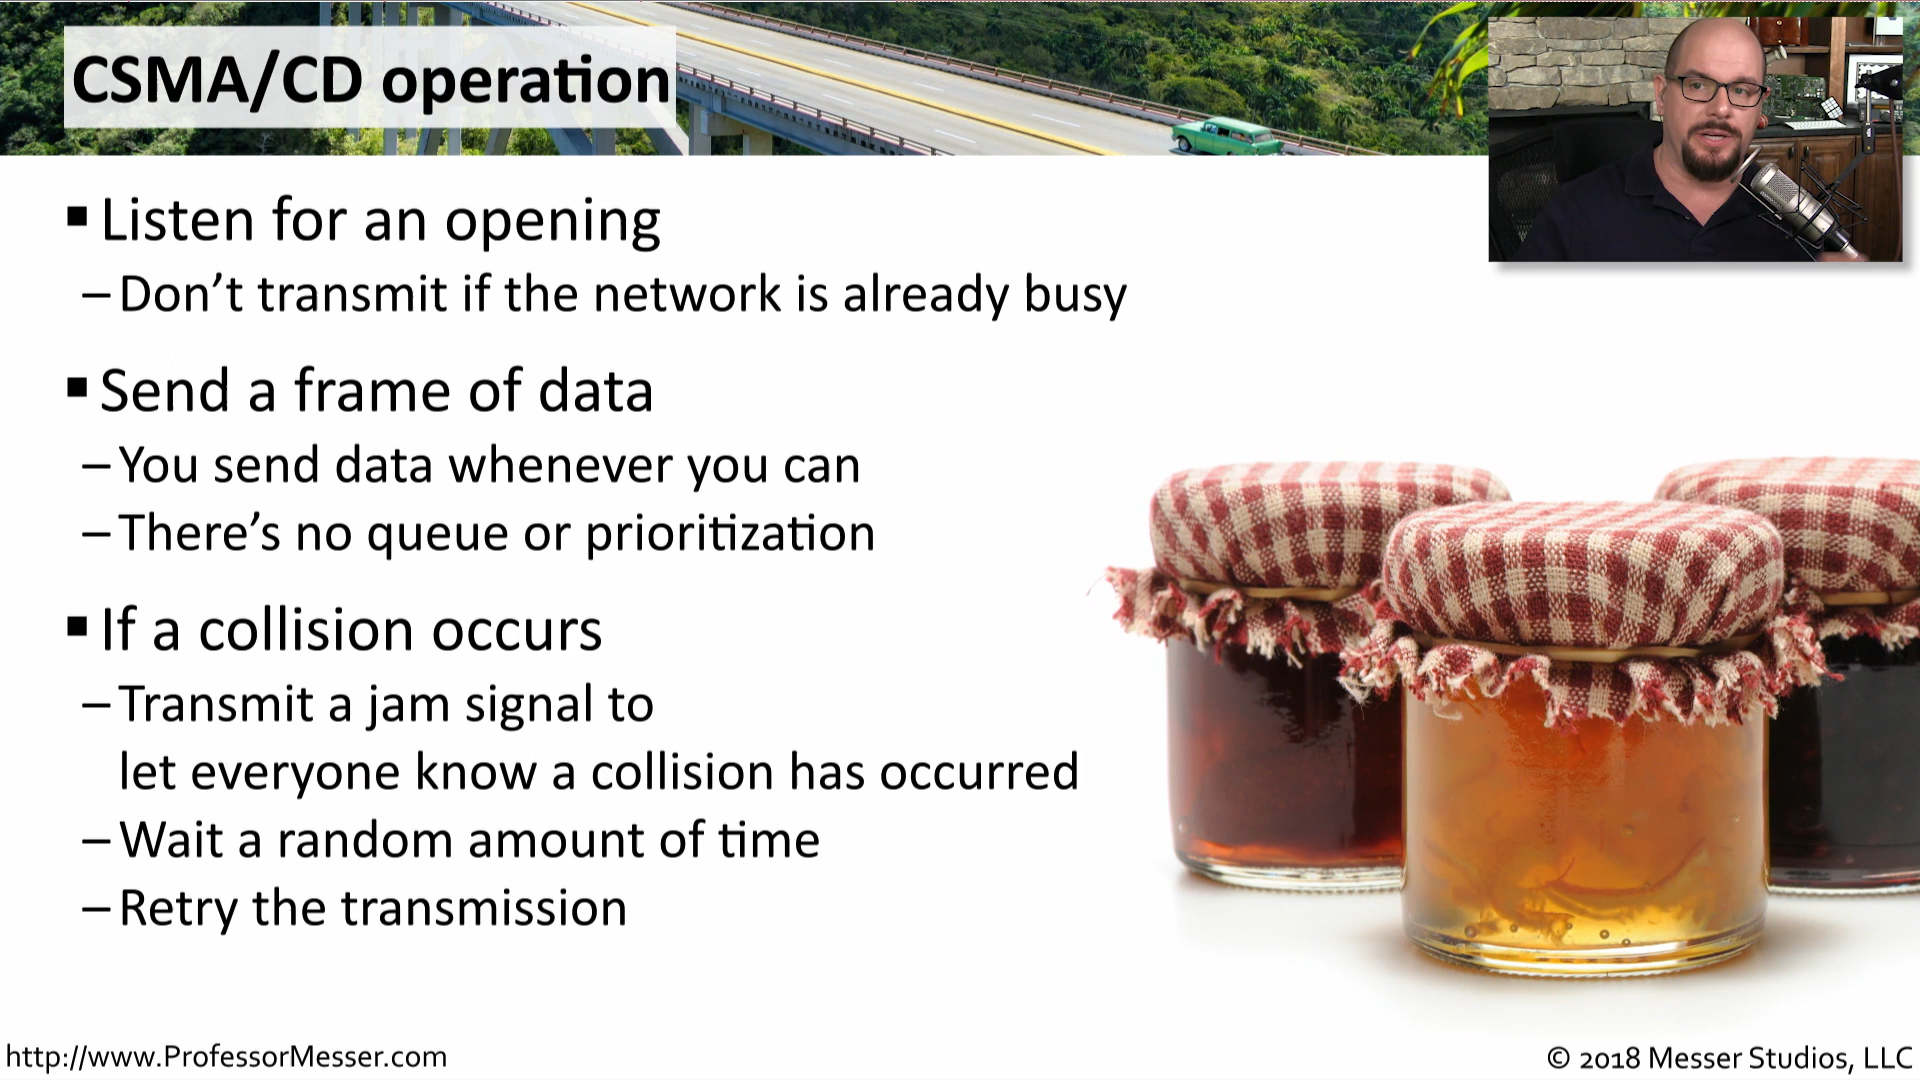 CSMA/CD operation
▪ Listen for an opening
– Don’t transmit if the network is already busy
▪ Send a frame of data
– You send data whenever you can
– There’s no queue or prioritization
▪ If a collision occurs
– Transmit a jam signal to
let everyone know a collision has occurred
– Wait a random amount of time
– Retry the transmission
http://www.ProfessorMesser.com
© 2018 Messer Studios, LLC